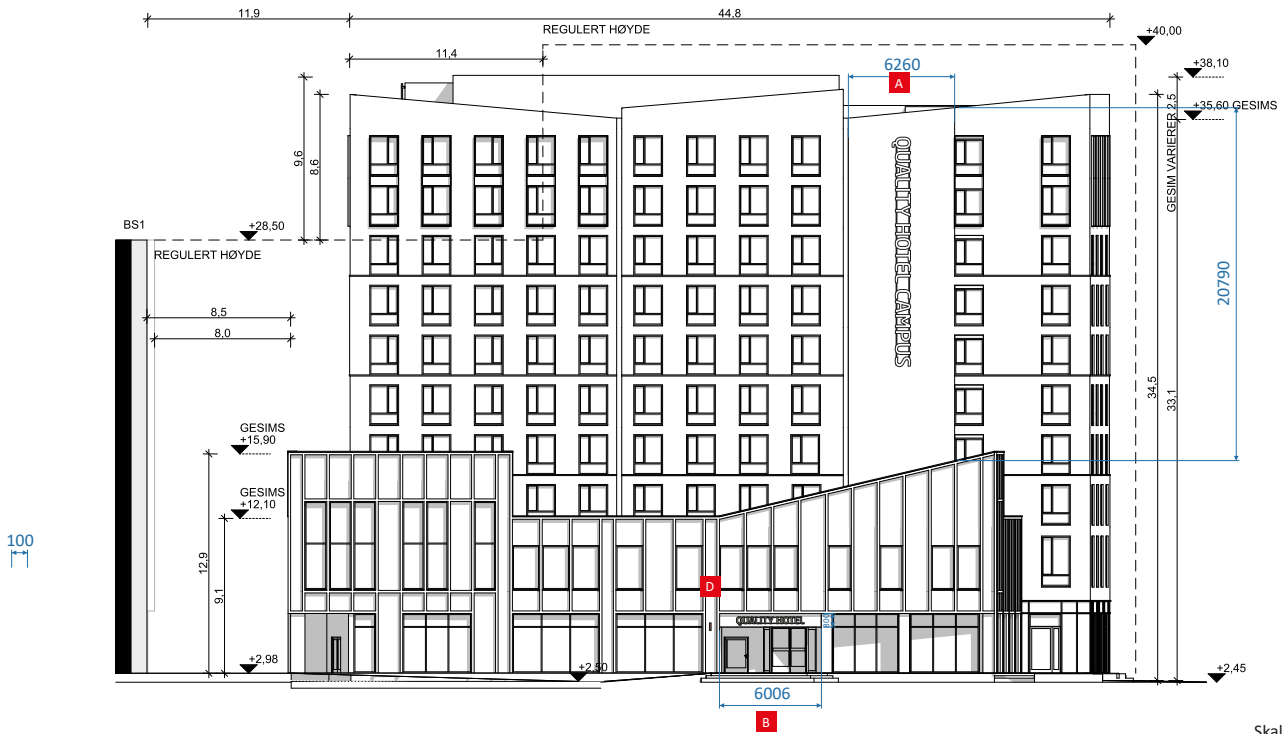 11,9
44,8
REGULERT HØYDE
+40,00
11,4
6260
A
+38,10
+35,60 GESIMS
GESIM VARIERER 2,5
9,6
8,6
QUALITY HOTEL CAMPUS
BS1
+28,50
REGULERT HØYDE
20790
8,5
8,0
34,5
33,1
GESIMS
+15,90
GESIMS
+12,10
100
12,9
9,1
D
QUALITY HOTEL
800
+2,98
+2,50
+2,45
6006
B
Skal